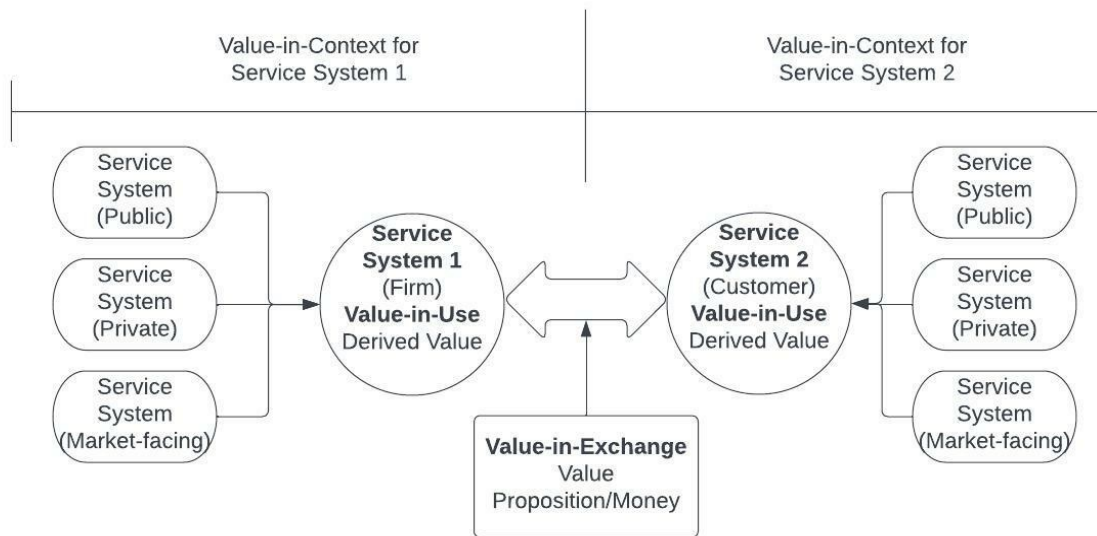 Value-in-Context for
Service System 1
Value-in-Context for
Service System 2
Service
System
(Public)
Service
System
(Private)
Service
System
(Market-facing)
Service
System 1
(Firm)
Value-in-Use
Derived Value
Service
System 2
(Customer)
Value-in-Use
Derived Value
Service
System
(Public)
Service
System
(Private)
Service
System
(Market-facing)
Value-in-Exchange
Value
Proposition/Money